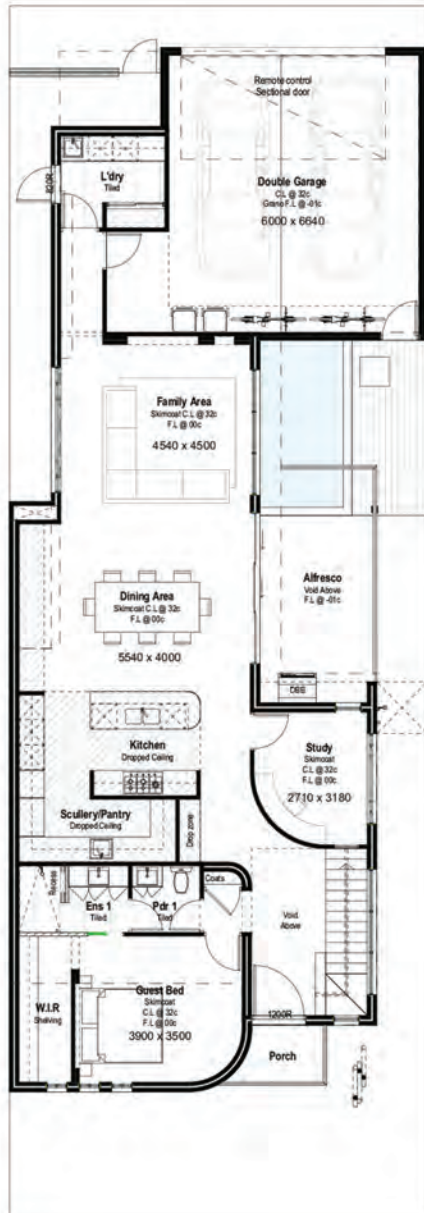 Remote control
Sectional door
L'dry
Tiled
820R
Double Garage
C.L @ 32c
Grano F.L @ -01c
6000 x 6640
Family Area
Skimcoat C.L @ 32c
F.L @ 00c
4540 x 4500
Dining Area
Skimcoat C.L @ 32c
F.L @ 00c
5540 x 4000
Alfresco
Void Above
F.L @ -01c
Kitchen
Dropped Ceiling
Study
Skimcoat
C.L @ 32c
F.L @ 00c
2710 x 3180
Scullery/Pantry
Dropped Ceiling
Drop zone
Recess
Ens 1
Tiled
Pdr 1
Tiled
Coats
Void
Above
W.I.R
Shelving
Guest Bed
Skimcoat
C.L @ 32c
F.L @ 00c
3900 x 3500
1200R
Porch